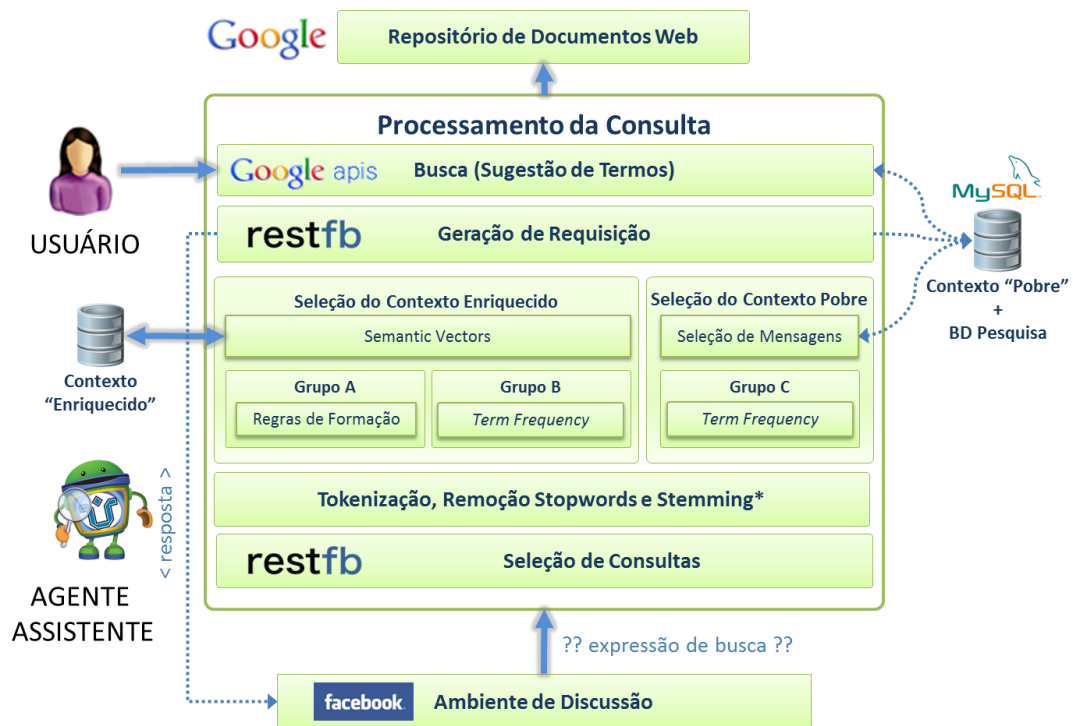 Google
Repositório de Documentos Web
Processamento da Consulta
Google apis
Busca (Sugestão de Termos)
USUÁRIO
restfb
Geração de Requisição
MySQL
Contexto “Pobre”
+
BD Pesquisa
Seleção do Contexto Enriquecido
Semantic Vectors
Seleção do Contexto Pobre
Seleção de Mensagens
Contexto
“Enriquecido”
Grupo A
Regras de Formação
Grupo B
Term Frequency
Grupo C
Term Frequency
< resposta >
Tokenização, Remoção Stopwords e Stemming*
restfb
Seleção de Consultas
AGENTE
ASSISTENTE
?? expressão de busca ??
facebook
Ambiente de Discussão